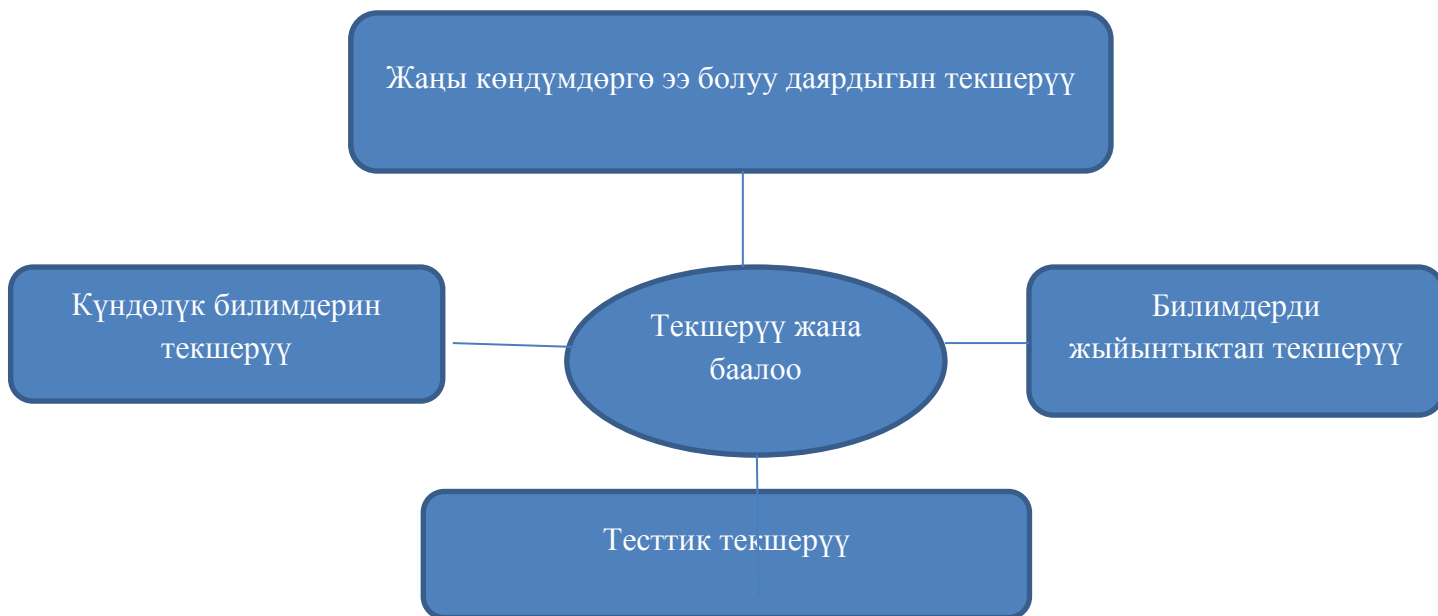 Жаңы көндүмдөргө ээ болуу даярдыгын текшерүү
Күндөлүк билимдерин
текшерүү
Текшерүү жана
баалоо
Билимдерди
жыйынтыктап текшерүү
Тесттик текшерүү